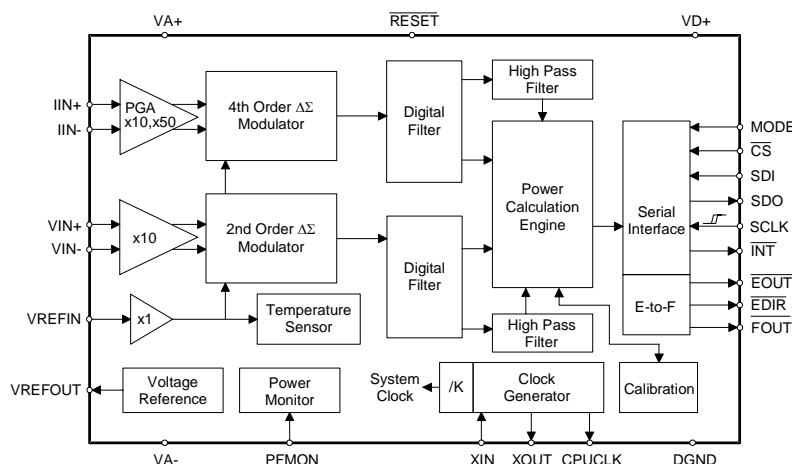 VA+
RESET
VD+
IIN+
IIN-
PGA
x10,x50
4th Order ΔΣ
Modulator
Digital
Filter
High Pass
Filter
Power
Calculation
Engine
Serial
Interface
MODE
CS
SDI
SDO
SCLK
INT
VIN+
VIN-
x10
2nd Order ΔΣ
Modulator
Digital
Filter
E-to-F
EOUT
EDIR
FOUT
VREFIN
x1
Temperature
Sensor
High Pass
Filter
VREFOUT
Voltage
Reference
Power
Monitor
System
Clock
/K
Clock
Generator
Calibration
VA-
PFMON
XIN
XOUT
CPUCLK
DGND